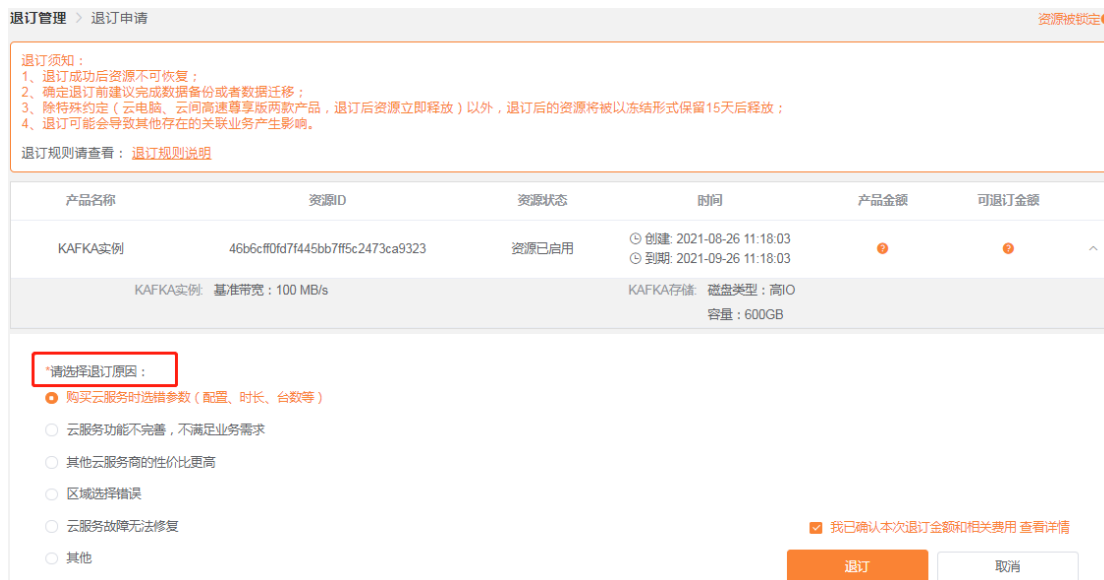 退订管理 > 退订申请
资源被锁定
退订须知：
1、退订成功后资源不可恢复；
2、确定退订前建议完成数据备份或者数据迁移；
3、除特殊约定（云电脑、云间高速尊享版两款产品，退订后资源立即释放）以外，退订后的资源将被以冻结形式保留15天后释放；
4、退订可能会导致其他存在的关联业务产生影响。
退订规则请查看： 退订规则说明
产品名称 资源ID 资源状态 时间 产品金额 可退订金额
KAFKA实例 46b6cff0fd7f445bb7ff5c2473ca9323 资源已启用 创建: 2021-08-26 11:18:03 ? ?
到期: 2021-09-26 11:18:03
KAFKA实例: 基准带宽：100 MB/s KAFKA存储: 磁盘类型：高IO
容量：600GB
*请选择退订原因：
购买云服务时选错参数（配置、时长、台数等）
云服务功能不完善，不满足业务需求
其他云服务商的性价比更高
区域选择错误
云服务故障无法修复
其他
我已确认本次退订金额和相关费用 查看详情
退订 取消